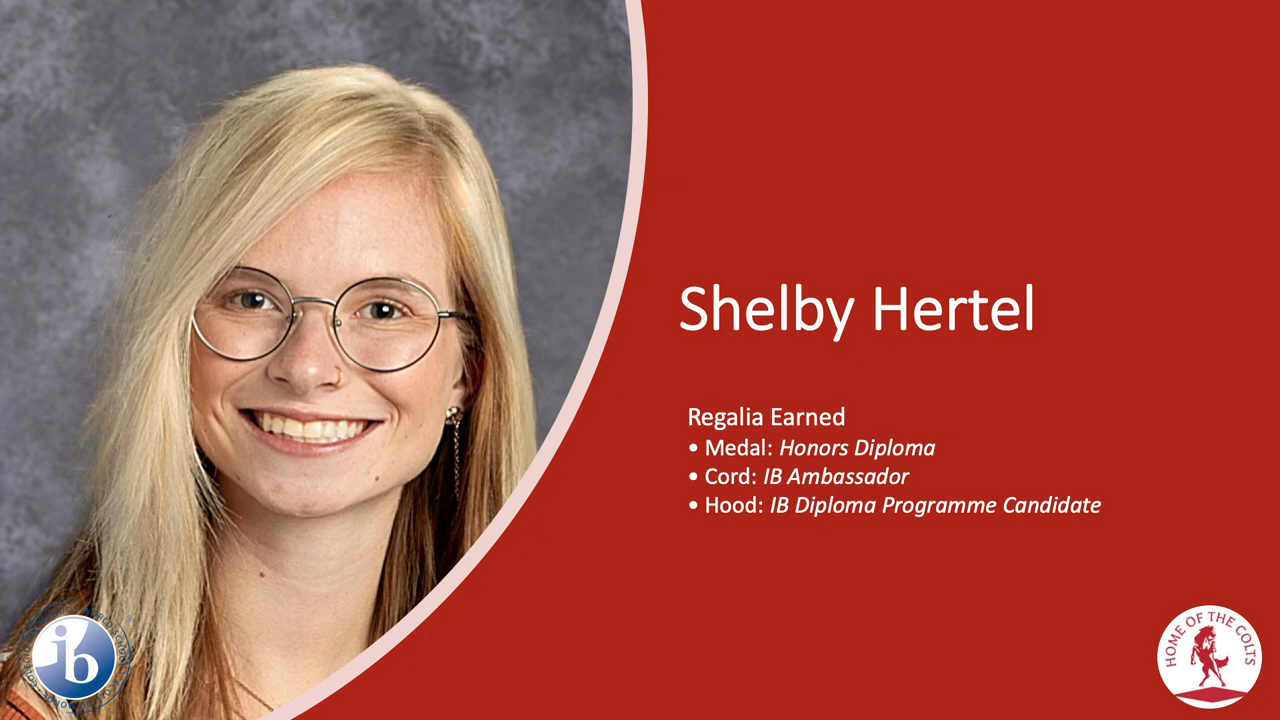 Shelby Hertel
Regalia Earned
• Medal: Honors Diploma
• Cord: IB Ambassador
• Hood: IB Diploma Programme Candidate
ib
HOME OF THE COLTS